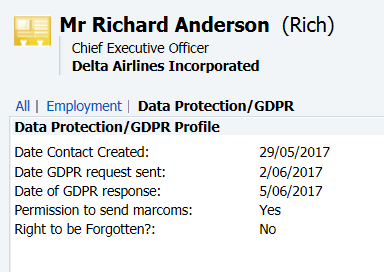 Mr Richard Anderson (Rich)
Chief Executive Officer
Delta Airlines Incorporated
All | Employment | Data Protection/GDPR
Data Protection/GDPR Profile
Date Contact Created: 29/05/2017
Date GDPR request sent: 2/06/2017
Date of GDPR response: 5/06/2017
Permission to send marcoms: Yes
Right to be Forgotten?: No